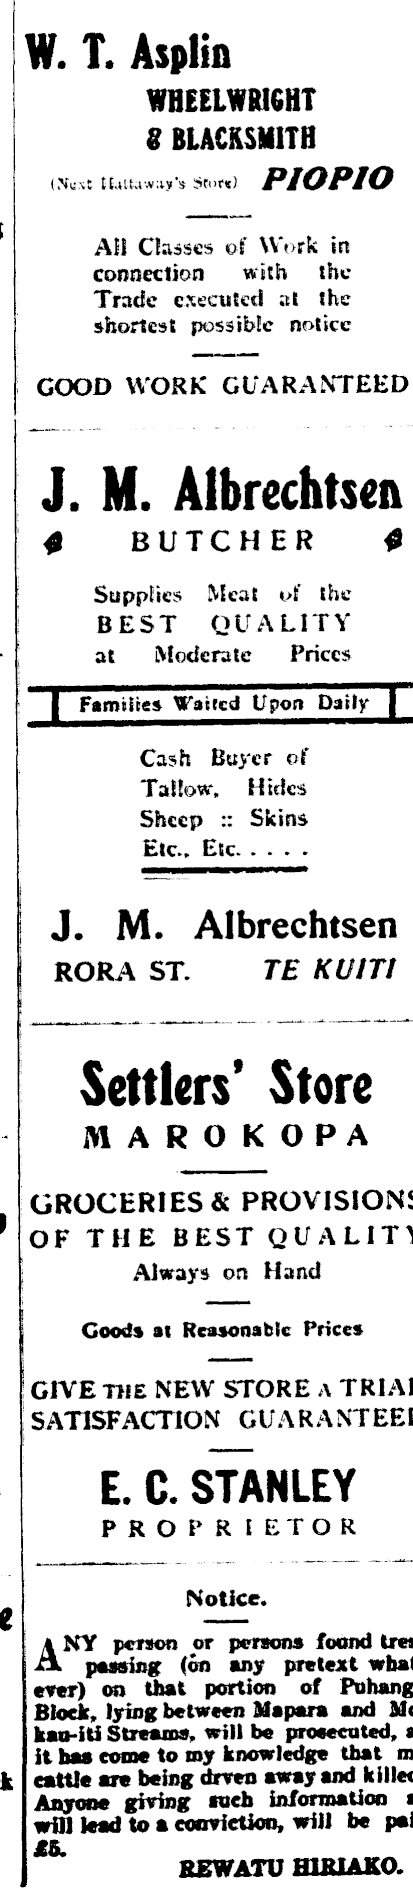 W. T. Asplin
WHEELWRIGHT
& BLACKSMITH
(Next Hattaway's Store) PIOPIO
All Classes of Work in
connection with the
Trade executed at the
shortest possible notice
GOOD WORK GUARANTEED
J. M. Albrechtsen
BUTCHER
Supplies Meat of the
BEST QUALITY
at Moderate Prices
Families Waited Upon Daily
Cash Buyer of
Tallow, Hides
Sheep :: Skins
Etc., Etc. . . . .
J. M. Albrechtsen
RORA ST. TE KUITI
Settlers' Store
MAROKOPA
GROCERIES & PROVISIONS
OF THE BEST QUALITY
Always on Hand
Goods at Reasonable Prices
GIVE THE NEW STORE A TRIAL
SATISFACTION GUARANTEED
E. C. STANLEY
PROPRIETOR
Notice.
ANY person or persons found tres
passing (on any pretext what
ever) on that portion of Puhang
Block, lying between Mapara and Mo
kau-iti Streams, will be prosecuted, a
it has come to my knowledge that m
cattle are being drven away and killed
Anyone giving such information a
will lead to a conviction, will be pai
£5.
REWATU HIRIAKO.